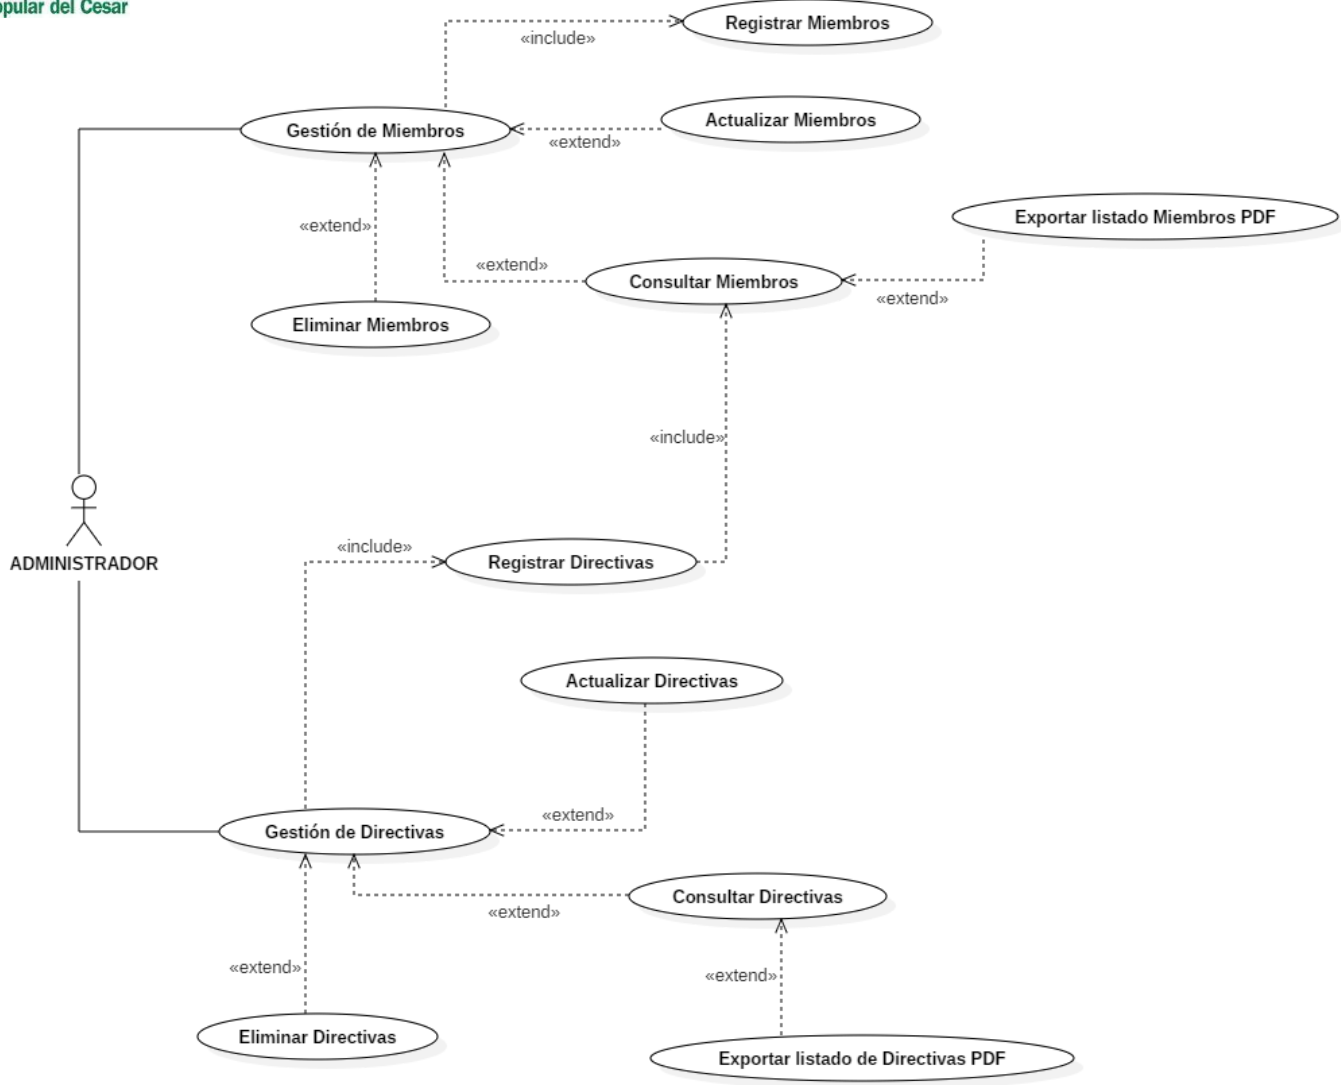 opular del Cesar
Registrar Miembros
«include»
Actualizar Miembros
Gestión de Miembros
«extend»
Exportar listado Miembros PDF
«extend»
«extend»
Consultar Miembros
«extend»
Eliminar Miembros
«include»
«include»
Registrar Directivas
ADMINISTRADOR
Actualizar Directivas
«extend»
Gestión de Directivas
Consultar Directivas
«extend»
«extend»
«extend»
Eliminar Directivas
Exportar listado de Directivas PDF